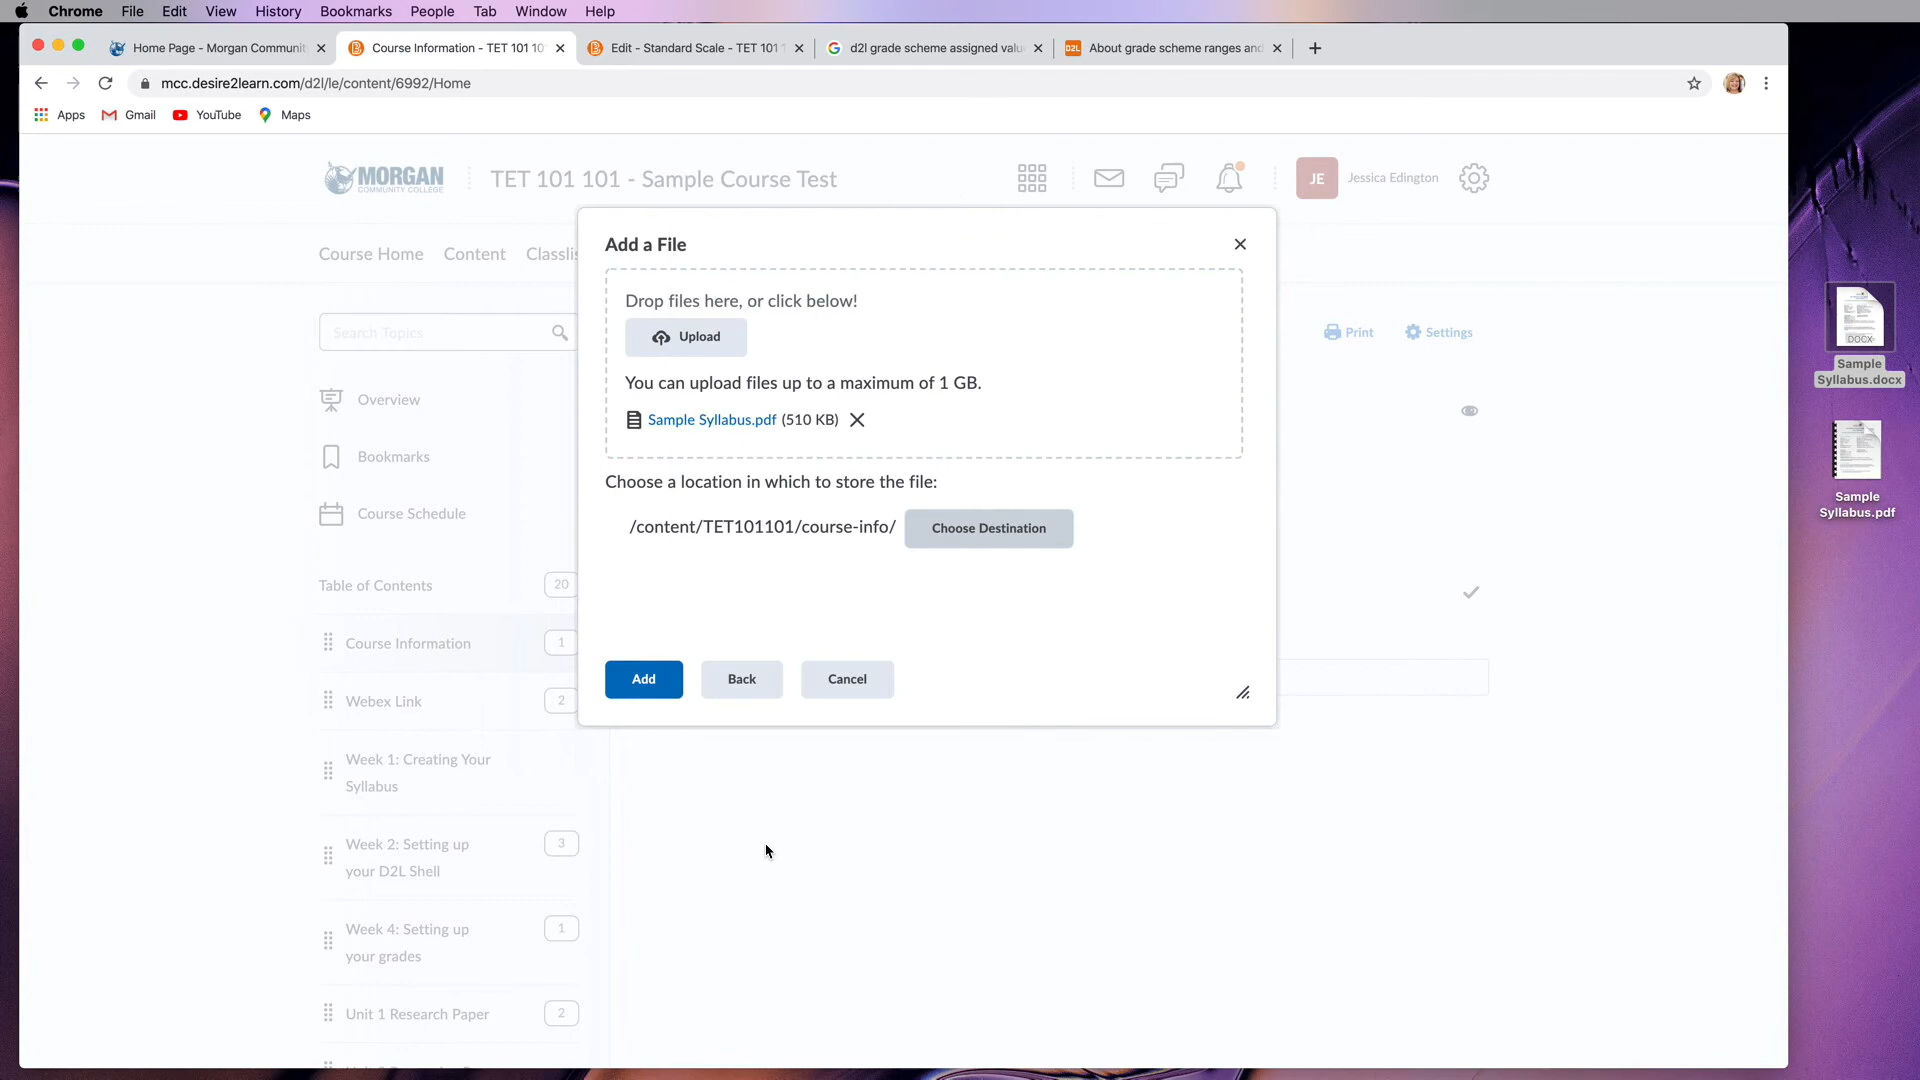 Chrome File Edit View History Bookmarks People Tab Window Help
Home Page - Morgan Communi
Course Information - TET 101 10
Edit - Standard Scale - TET 101
d2l grade scheme assigned valu
D2L About grade scheme ranges and
mcc.desire2learn.com/d2l/le/content/6992/Home
Apps Gmail YouTube Maps
MORGAN
COMMUNITY COLLEGE
TET 101 101 - Sample Course Test
JE Jessica Edington
Course Home Content Classlis
Add a File
Drop files here, or click below!
Upload
You can upload files up to a maximum of 1 GB.
Sample Syllabus.pdf (510 KB)
Choose a location in which to store the file:
/content/TET101101/course-info/ Choose Destination
Add Back Cancel
Search Topics
Print Settings
Overview
Bookmarks
Course Schedule
Table of Contents 20
Course Information 1
Webex Link 2
Week 1: Creating Your
Syllabus
Week 2: Setting up 3
your D2L Shell
Week 4: Setting up 1
your grades
Unit 1 Research Paper 2
DOCX
Sample
Syllabus.docx
Sample
Syllabus.pdf